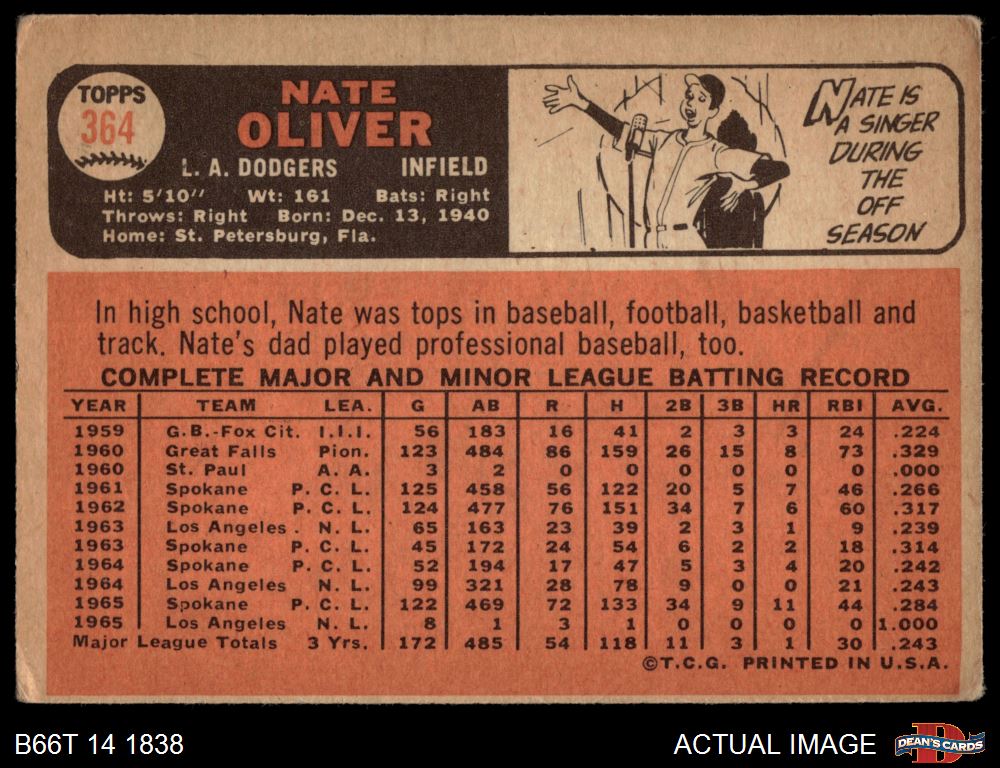 TOPPS
364
NATE
OLIVER
L. A. DODGERS INFIELD
Ht: 5'10" Wt: 161 Bats: Right
Throws: Right Born: Dec. 13, 1940
Home: St. Petersburg, Fla.
NATE IS
A SINGER
DURING
THE
OFF
SEASON
In high school, Nate was tops in baseball, football, basketball and
track. Nate's dad played professional baseball, too.
COMPLETE MAJOR AND MINOR LEAGUE BATTING RECORD
YEAR TEAM LEA. G AB R H 2B 3B HR RBI AVG.
1959 G.B.-Fox Cit. I.I.I. 56 183 16 41 2 3 3 24 .224
1960 Great Falls Pion. 123 484 86 159 26 15 8 73 .329
1960 St. Paul A. A. 3 2 0 0 0 0 0 0 .000
1961 Spokane P. C. L. 125 458 56 122 20 5 7 46 .266
1962 Spokane P. C. L. 124 477 76 151 34 7 6 60 .317
1963 Los Angeles . N. L. 65 163 23 39 2 3 1 9 .239
1963 Spokane P. C. L. 45 172 24 54 6 2 2 18 .314
1964 Spokane P. C. L. 52 194 17 47 5 3 4 20 .242
1964 Los Angeles N. L. 99 321 28 78 9 0 0 21 .243
1965 Spokane P. C. L. 122 469 72 133 34 9 11 44 .284
1965 Los Angeles N. L. 8 1 3 1 0 0 0 0 1.000
Major League Totals 3 Yrs. 172 485 54 118 11 3 1 30 .243
©T.C.G. PRINTED IN U.S.A.
B66T 14 1838 ACTUAL IMAGE D DEAN'S CARDS